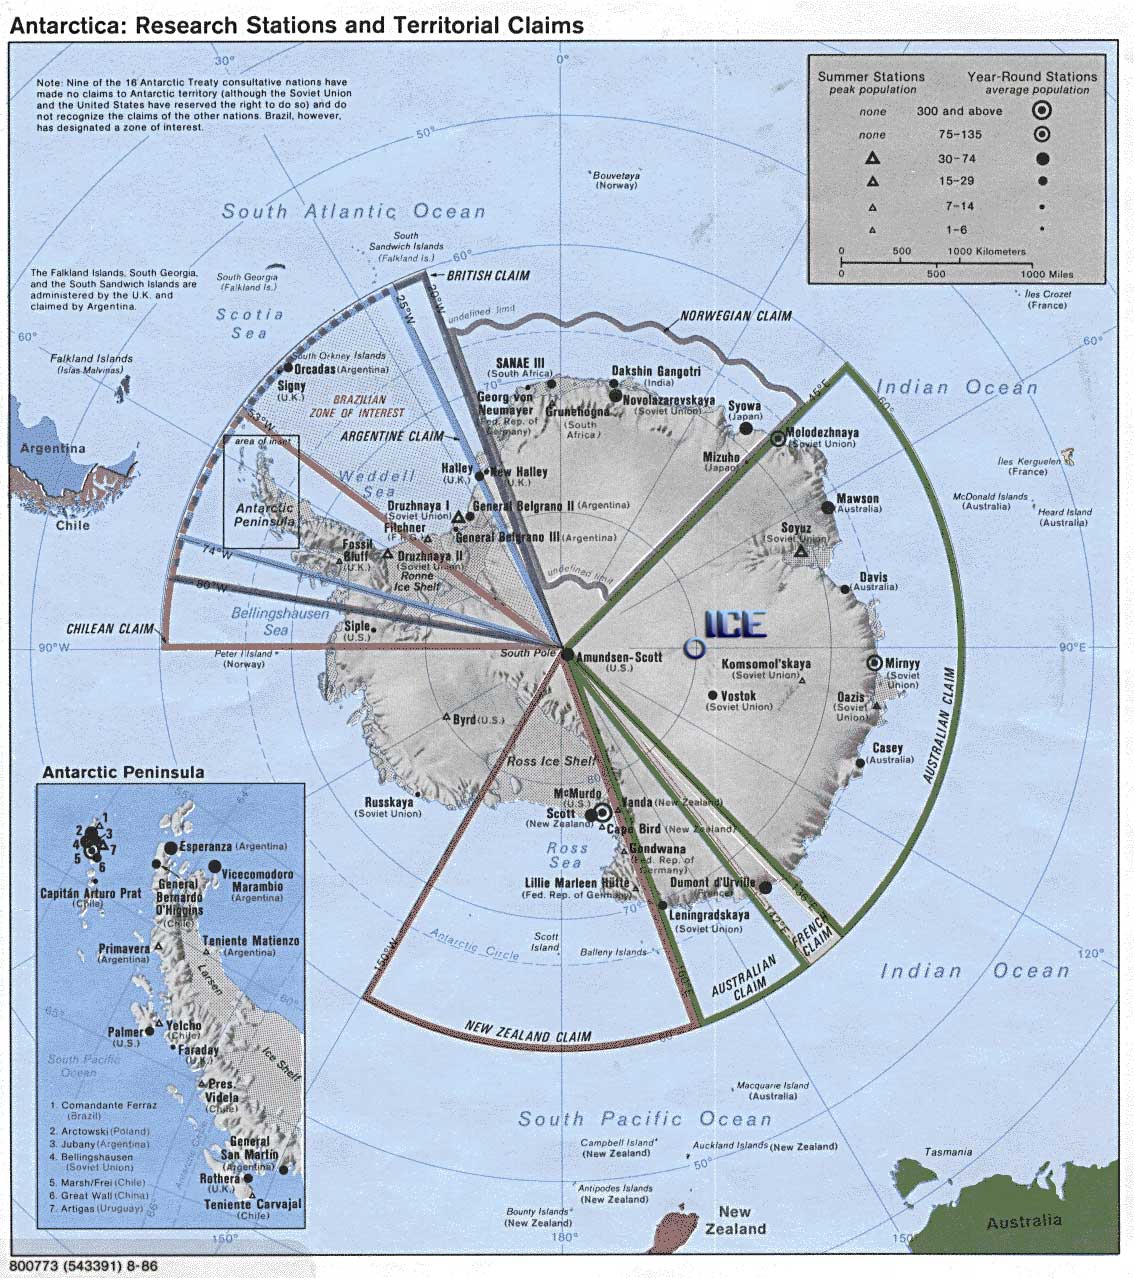 Antarctica: Research Stations and Territorial Claims
Note: Nine of the 16 Antarctic Treaty consultative nations have
made no claims to Antarctic territory (although the Soviet Union
and the United States have reserved the right to do so) and do
not recognize the claims of the other nations. Brazil, however,
has designated a zone of interest.
30°
0°
50°
Bouvetøya
(Norway)
Summer Stations
peak population
Year-Round Stations
average population
none 300 and above
none 75-135
30-74
15-29
7-14
1-6
0 500 1000 Kilometers
0 500 1000 Miles
South Atlantic Ocean
South
Sandwich Islands
(Falkland Is.)
60°
South Georgia
(Falkland Is.)
BRITISH CLAIM
The Falkland Islands, South Georgia,
and the South Sandwich Islands are
administered by the U.K. and
claimed by Argentina.
Scotia
Sea
25°W
20°W
undefined limit
NORWEGIAN CLAIM
Îles Crozet
(France)
60°
60°
Falkland Islands
(Islas Malvinas)
South Orkney Islands
Orcadas (Argentina)
Signy
(U.K.)
SANAE III
(South Africa)
70°
Dakshin Gangotri
(India)
Georg von
Neumayer
(Fed. Rep. of
Germany)
Grunehogna
(South
Africa)
Novolazarevskaya
(Soviet Union)
Syowa
(Japan)
45°E
60°
Indian Ocean
BRAZILIAN
ZONE OF INTEREST
53°W
ARGENTINE CLAIM
area of inset
Molodezhnaya
(Soviet Union)
Mizuho
(Japan)
Argentina
Chile
Weddell
Sea
Halley
(U.K.)
New Halley
(U.K.)
Îles Kerguelen
(France)
McDonald Islands
(Australia)
Heard Island
(Australia)
Mawson
(Australia)
Antarctic
Peninsula
Druzhnaya I
(Soviet Union)
General Belgrano II (Argentina)
Filchner
(F.R.G.)
General Belgrano III (Argentina)
Soyuz
(Soviet Union)
Fossil
Bluff
(U.K.)
Druzhnaya II
(Soviet Union)
Ronne
Ice Shelf
74°W
80°W
undefined limit
Davis
(Australia)
Bellingshausen
Sea
Siple
(U.S.)
CHILEAN CLAIM
ICE
90°W
Peter I Island
(Norway)
South Pole
Amundsen-Scott
(U.S.)
90°E
Komsomol'skaya
(Soviet Union)
Mirnyy
(Soviet
Union)
Vostok
(Soviet Union)
Oazis
(Soviet
Union)
AUSTRALIAN CLAIM
Byrd (U.S.)
Casey
(Australia)
Ross Ice Shelf
80
Russkaya
(Soviet Union)
McMurdo
(U.S.)
Scott
(New Zealand)
Vanda (New Zealand)
Cape Bird (New Zealand)
Ross
Sea
Gondwana
(Fed. Rep. of
Germany)
Lillie Marleen Hütte
(Fed. Rep. of Germany)
70°
Dumont d'Urville
(France)
Leningradskaya
(Soviet Union)
136°E
142°E
FRENCH
CLAIM
AUSTRALIAN
CLAIM
Antarctic Circle
Scott
Island
Balleny Islands
150°W
160°E
NEW ZEALAND CLAIM
60°
120°
Indian Ocean
Antarctic Peninsula
55°
64
1
2
3
4
5
6
7
Esperanza (Argentina)
Vicecomodoro
Marambio
(Argentina)
Capitán Arturo Prat
(Chile)
General
Bernardo
O'Higgins
(Chile)
Primavera
(Argentina)
Teniente Matienzo
(Argentina)
Larsen
Ice Shelf
60°
65°
Palmer
(U.S.)
Yelcho
(Chile)
Faraday
(U.K.)
South Pacific
Ocean
Pres.
Videla
(Chile)
General
San Martín
(Argentina)
Rothera
(U.K.)
Teniente Carvajal
(Chile)
Antarctic Circle
66°
1. Comandante Ferraz
(Brazil)
2. Arctowski (Poland)
3. Jubany (Argentina)
4. Bellingshausen
(Soviet Union)
5. Marsh/Frei (Chile)
6. Great Wall (China)
7. Artigas (Uruguay)
Macquarie Island
(Australia)
South Pacific Ocean
Campbell Island
(New Zealand)
Auckland Islands (New Zealand)
50°
Tasmania
Antipodes Islands
(New Zealand)
Bounty Islands
(New Zealand)
New
Zealand
Australia
150°
180°
150°
800773 (543391) 8-86